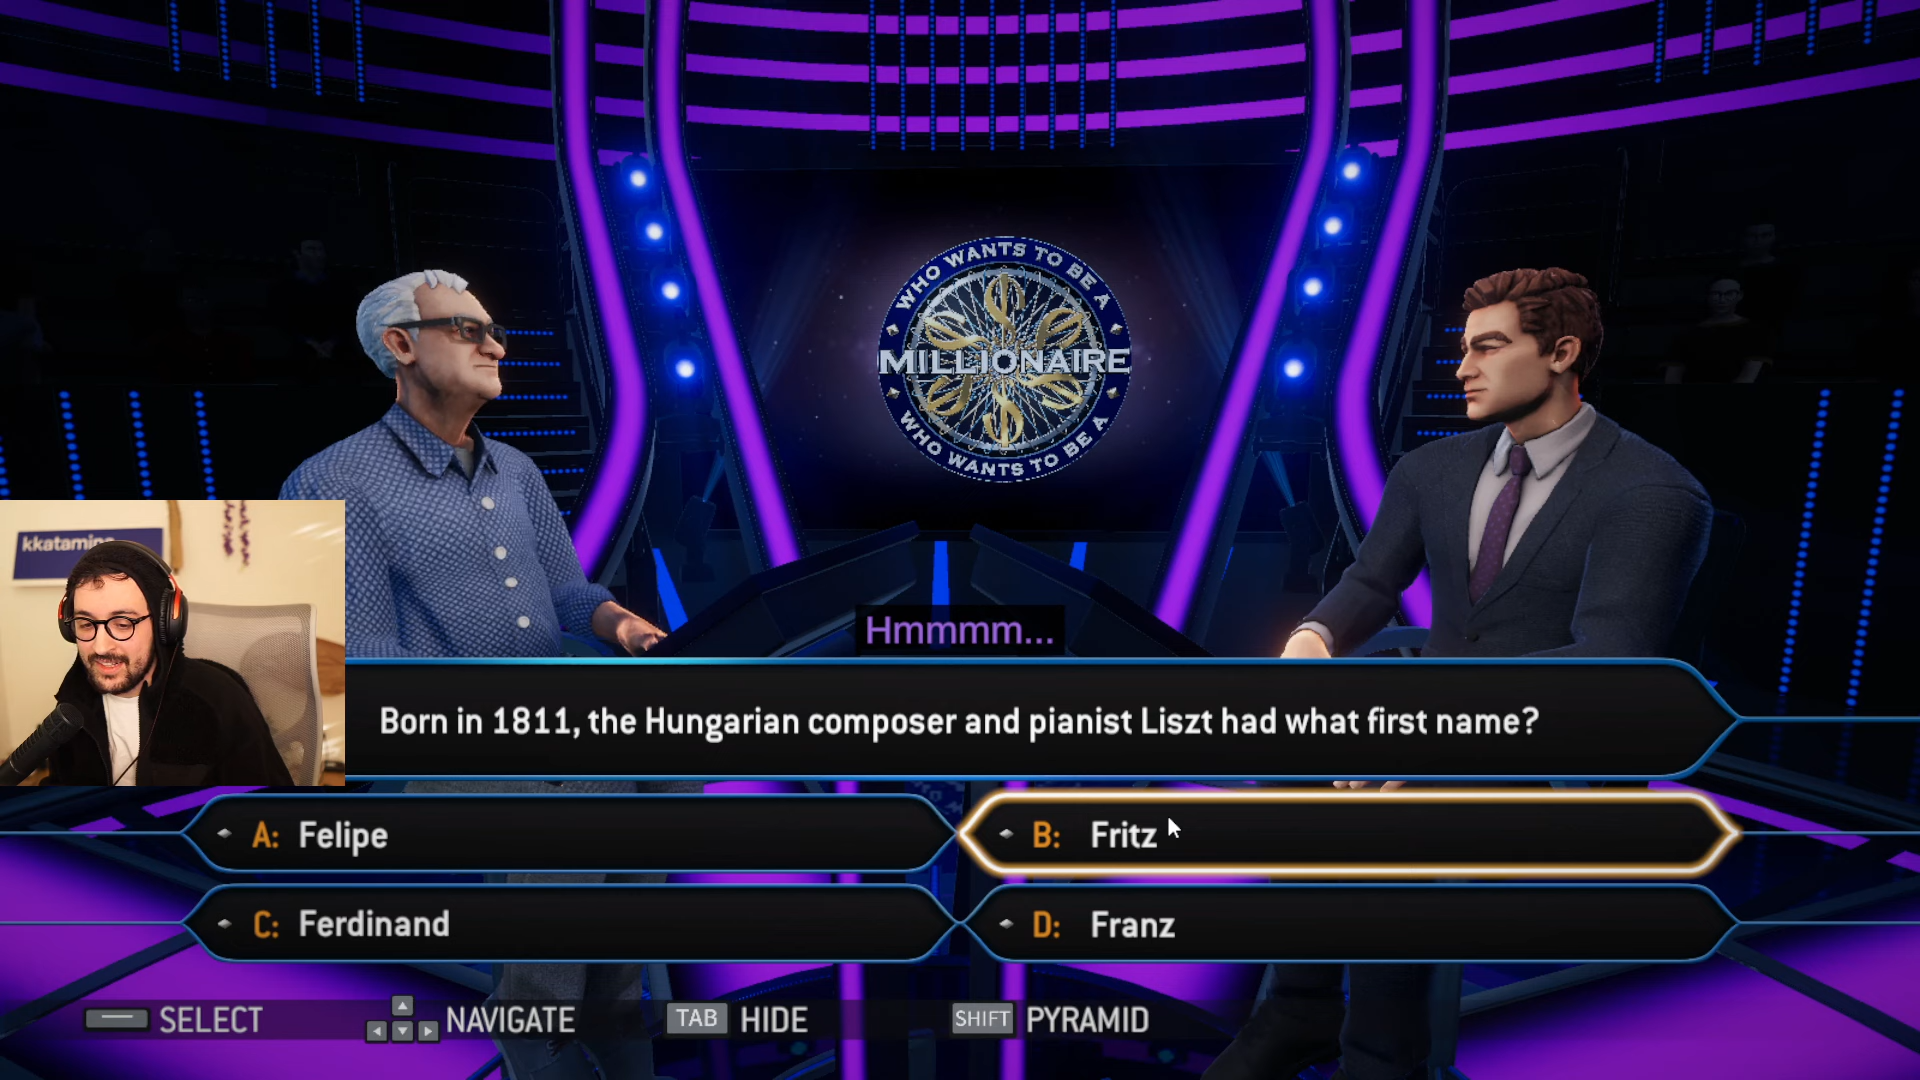 WHO WANTS TO BE A
MILLIONAIRE
WHO WANTS TO BE A
kkatamina
Hmmmm...
Born in 1811, the Hungarian composer and pianist Liszt had what first name?
A: Felipe
B: Fritz
C: Ferdinand
D: Franz
SELECT
NAVIGATE
TAB HIDE
SHIFT PYRAMID